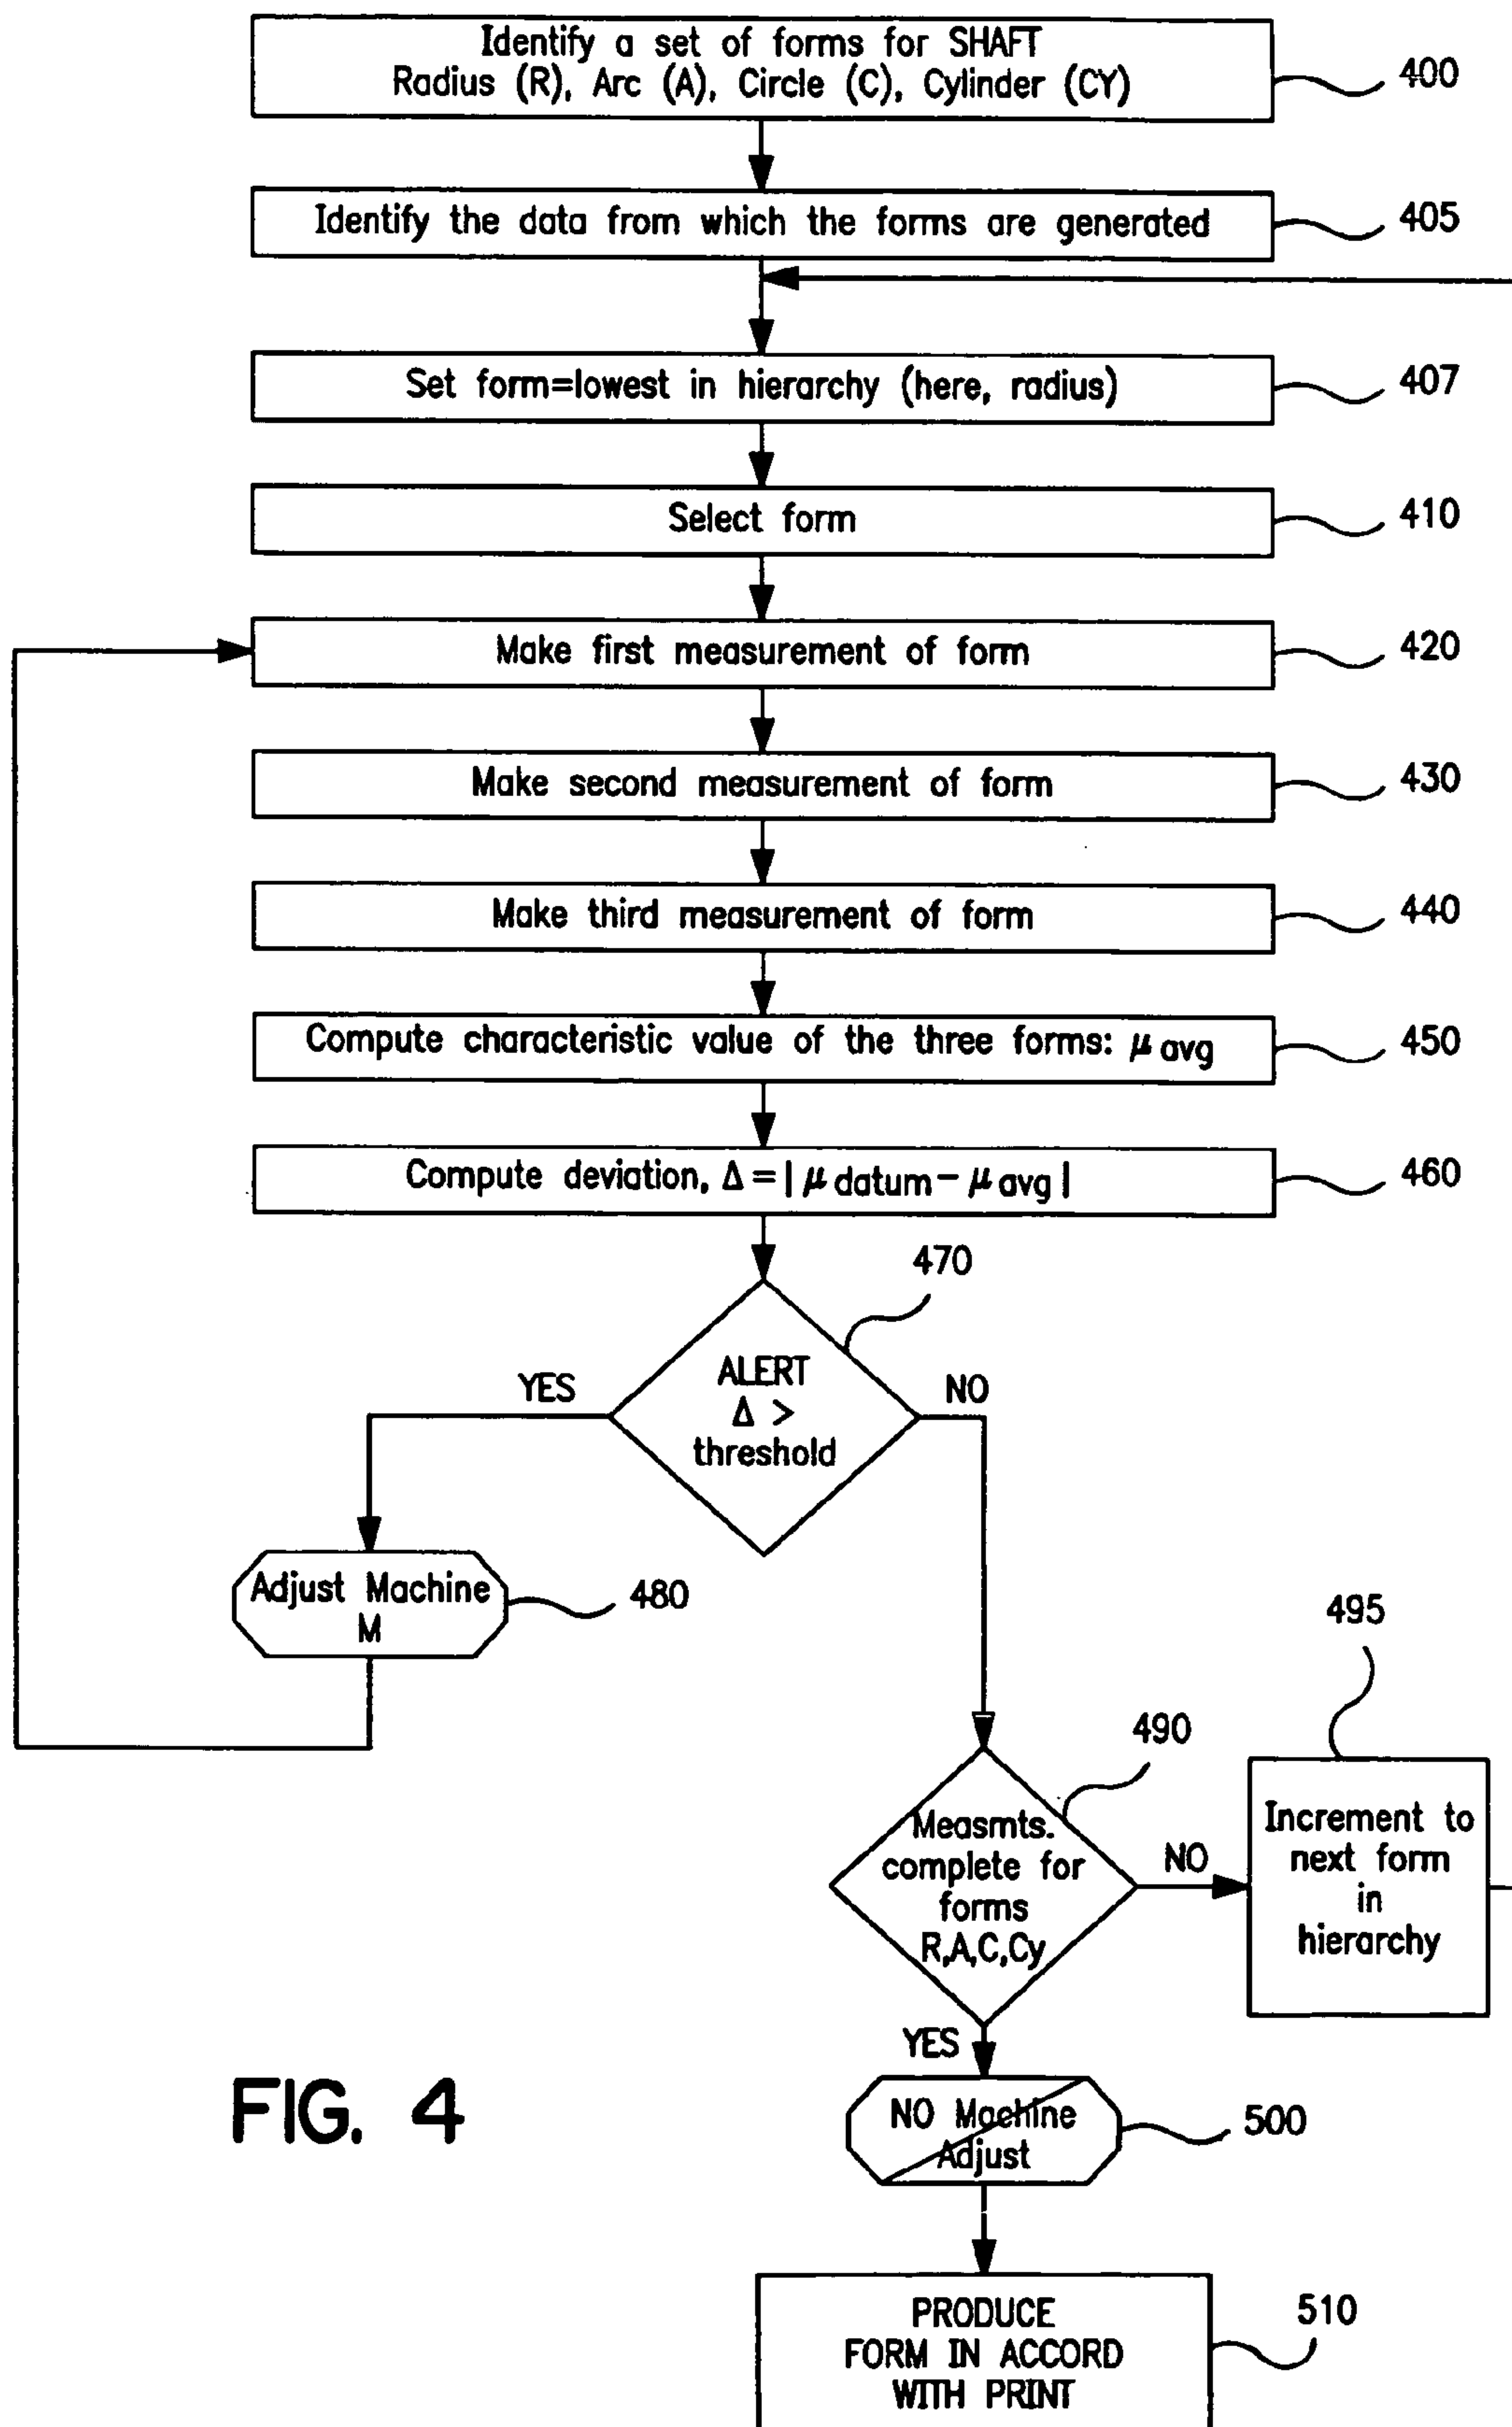 Identify a set of forms for SHAFT
Radius (R), Arc (A), Circle (C), Cylinder (CY)
400
Identify the data from which the forms are generated
405
Set form=lowest in hierarchy (here, radius)
407
Select form
410
Make first measurement of form
420
Make second measurement of form
430
Make third measurement of form
440
Compute characteristic value of the three forms: μ avg
450
Compute deviation, Δ=|μ datum-μ avg|
460
470
ALERT
Δ >
threshold
YES
NO
Adjust Machine
M
480
495
490
Measmts.
complete for
forms
R,A,C,Cy
NO
Increment to
next form
in
hierarchy
YES
NO Machine
Adjust
500
FIG. 4
PRODUCE
FORM IN ACCORD
WITH PRINT
510